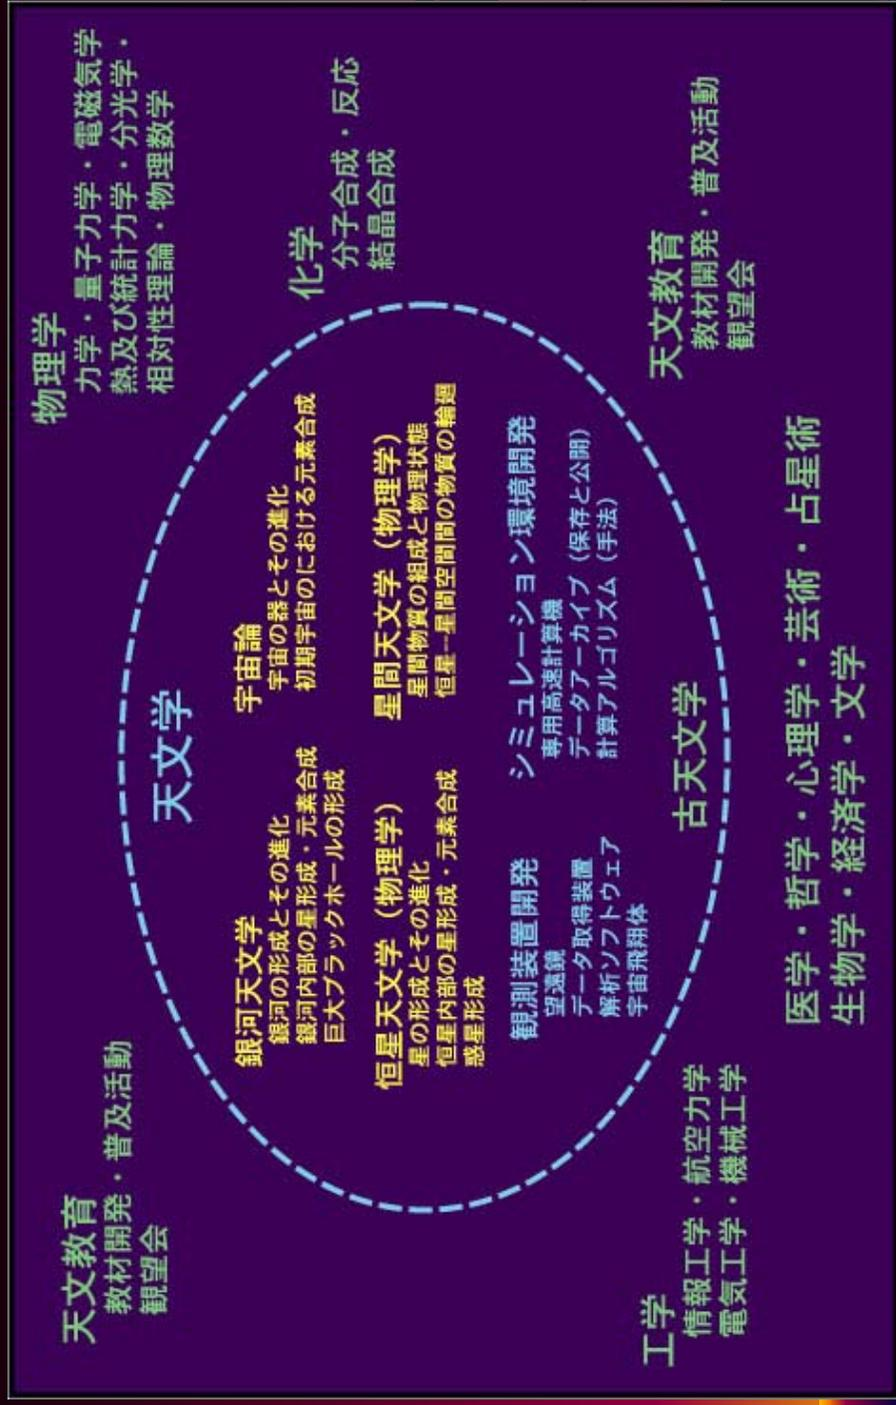 天文教育
教材開発・普及活動
観望会
物理学
力学・量子力学・電磁気学
熱及び統計力学・分光学・
相対性理論・物理数学
天文学
銀河天文学
銀河の形成とその進化
銀河内部の星形成・元素合成
巨大ブラックホールの形成
宇宙論
宇宙の器とその進化
初期宇宙のにおける元素合成
化学
分子合成・反応
結晶合成
恒星天文学（物理学）
星の形成とその進化
恒星内部の星形成・元素合成
惑星形成
星間天文学（物理学）
星間物質の組成と物理状態
恒星ー星間空間間の物質の輪廻
観測装置開発
望遠鏡
データ取得装置
解析ソフトウェア
宇宙飛翔体
シミュレーション環境開発
専用高速計算機
データアーカイブ（保存と公開）
計算アルゴリズム（手法）
古天文学
工学
情報工学・航空力学
電気工学・機械工学
天文教育
教材開発・普及活動
観望会
医学・哲学・心理学・芸術・占星術
生物学・経済学・文学